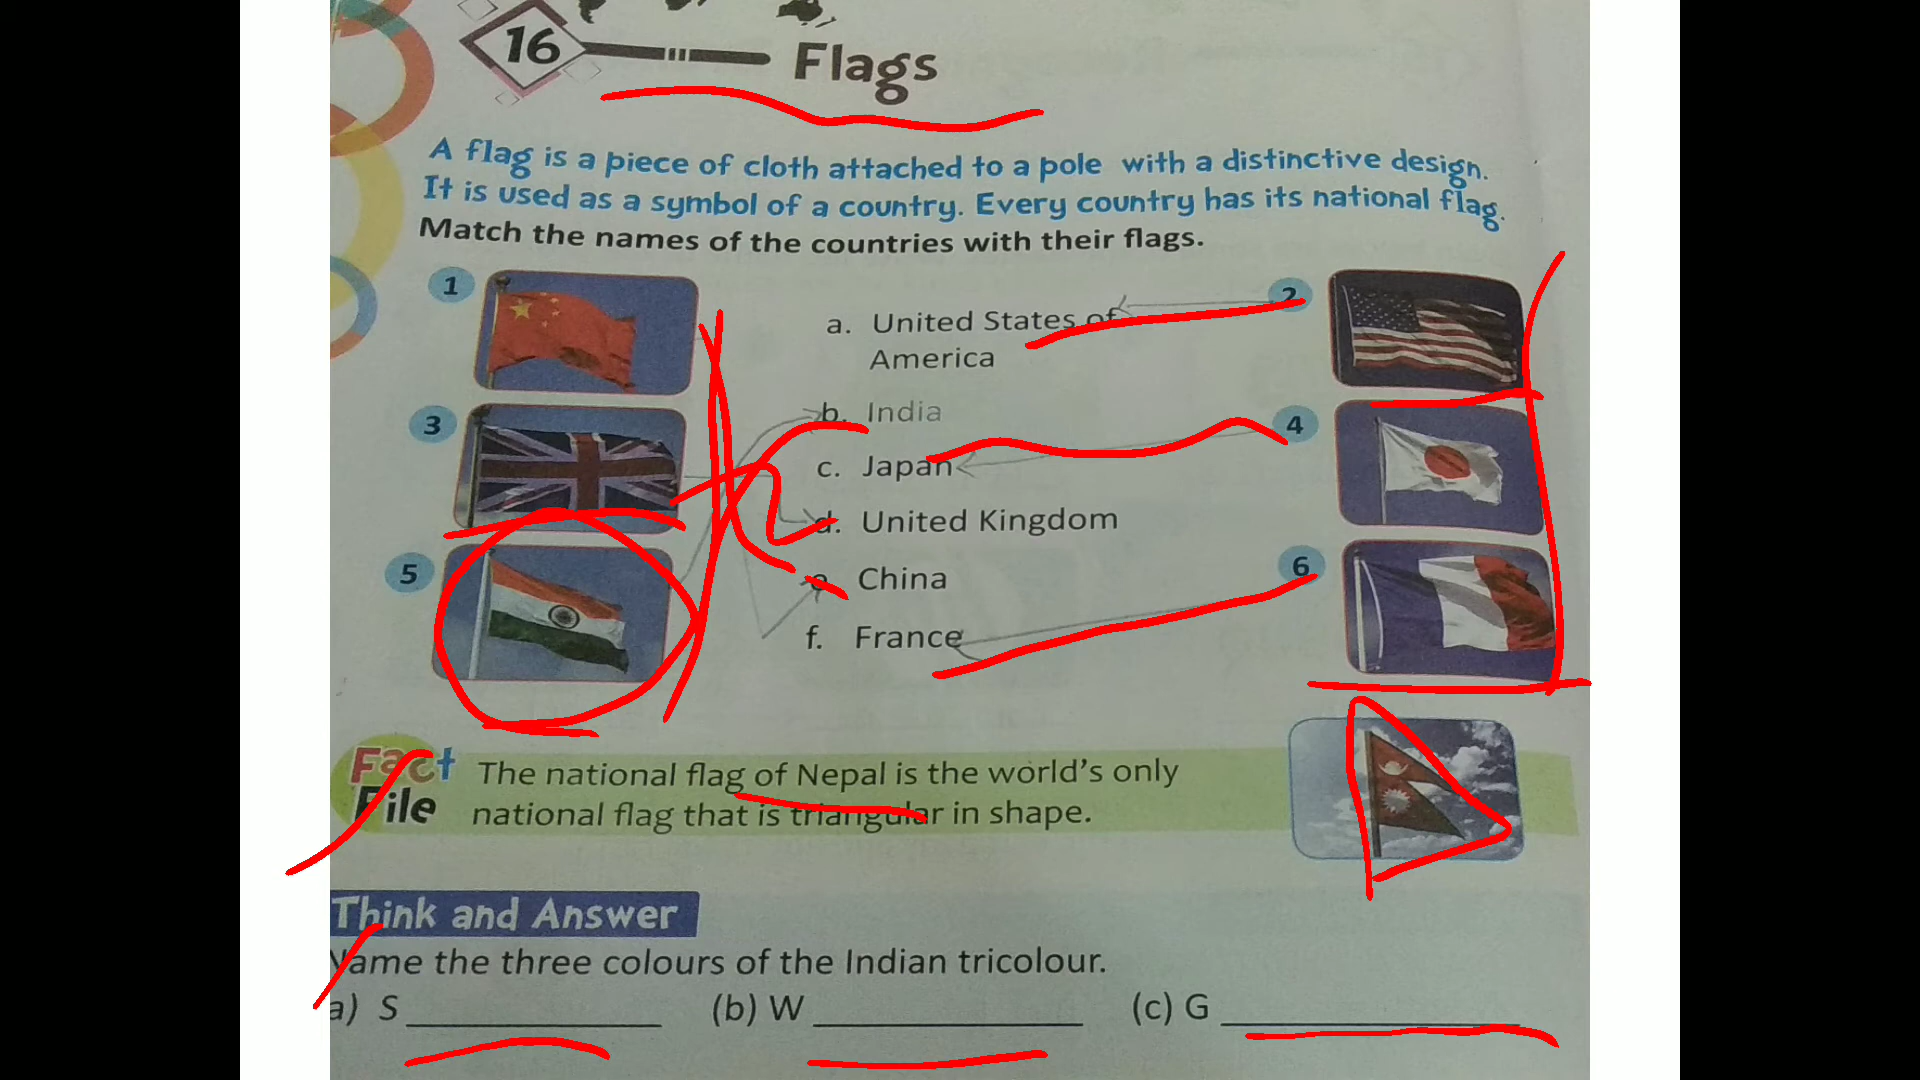 16 Flags
A flag is a piece of cloth attached to a pole with a distinctive design.
It is used as a symbol of a country. Every country has its national flag.
Match the names of the countries with their flags.
1
2
a. United States of
America
3
b. India
4
c. Japan
d. United Kingdom
5
e. China
6
f. France
Fact
File
The national flag of Nepal is the world's only
national flag that is triangular in shape.
Think and Answer
Name the three colours of the Indian tricolour.
a) S
(b) W
(c) G